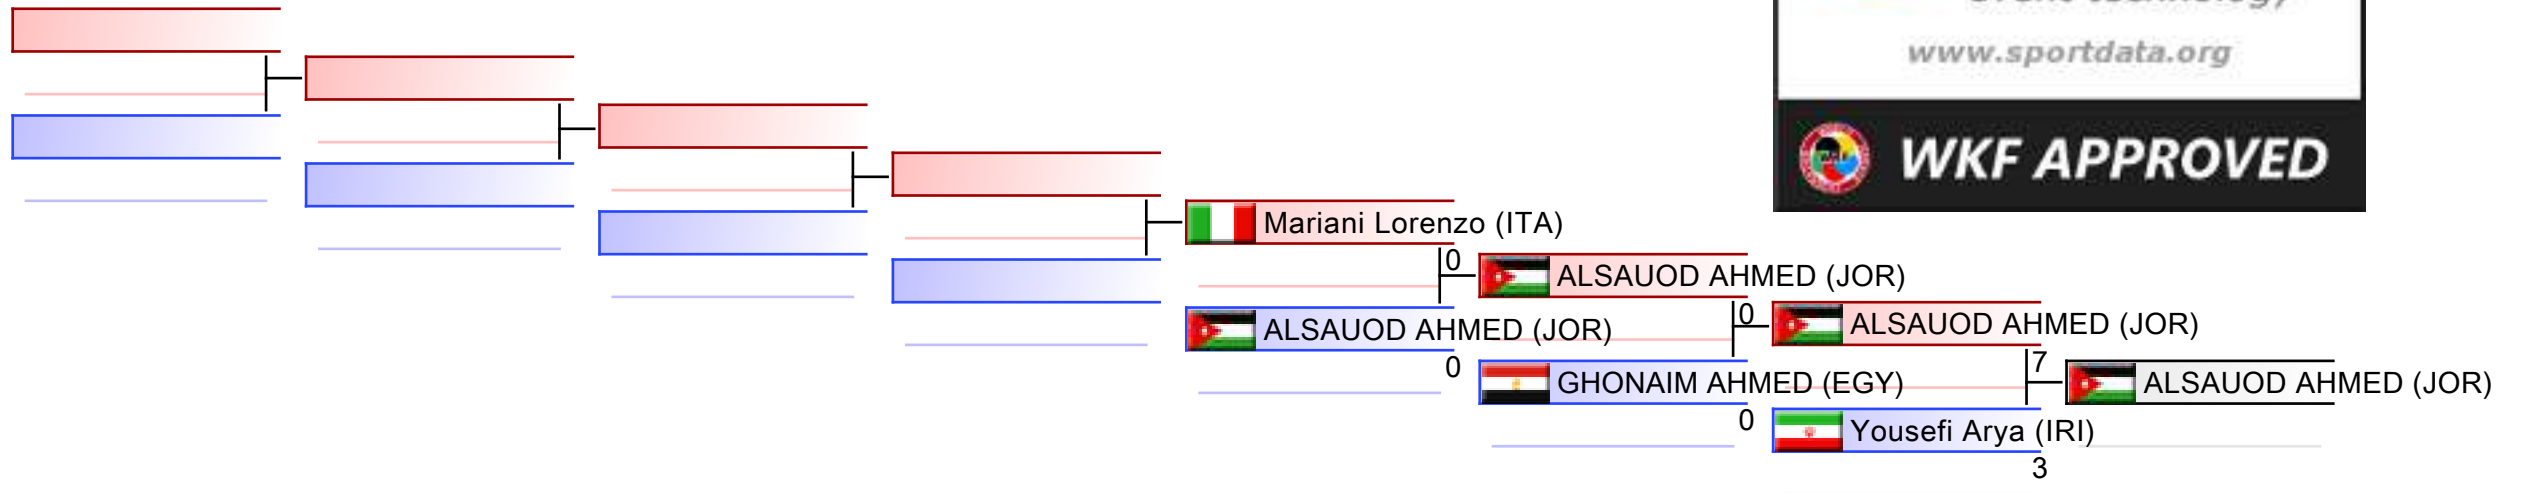 www.sportdata.org
WKF APPROVED
Mariani Lorenzo (ITA)
0
ALSAUOD AHMED (JOR)
0
ALSAUOD AHMED (JOR)
0
GHONAIM AHMED (EGY)
0
ALSAUOD AHMED (JOR)
7
ALSAUOD AHMED (JOR)
Yousefi Arya (IRI)
3